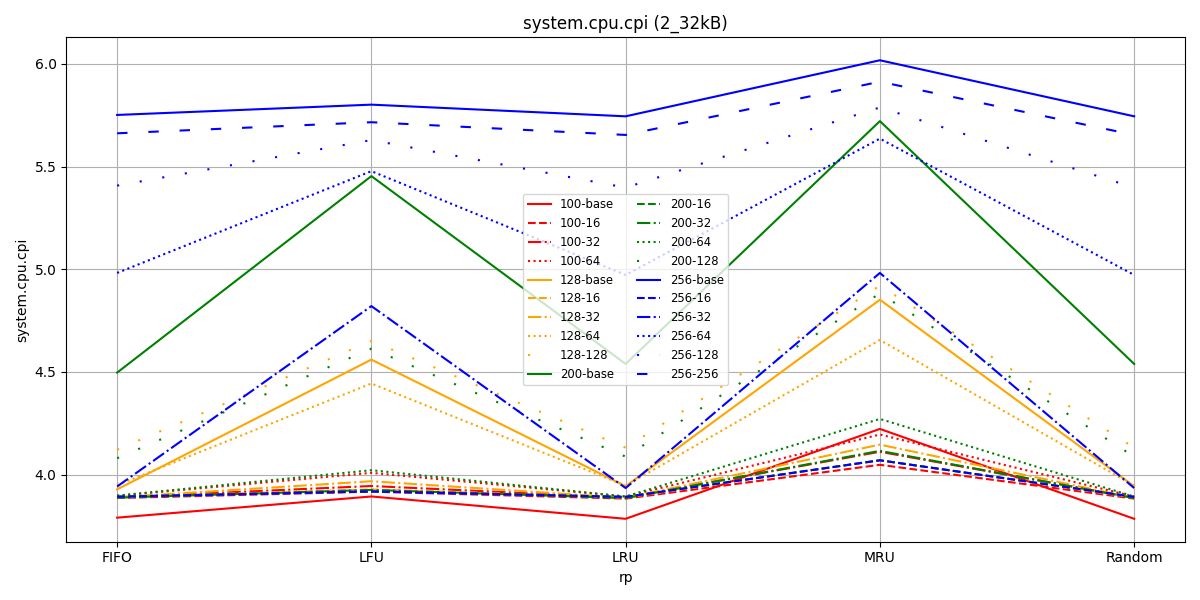 system.cpu.cpi (2_32kB)
system.cpu.cpi
6.0
5.5
5.0
4.5
4.0
100-base
100-16
100-32
100-64
128-base
128-16
128-32
128-64
128-128
200-base
200-16
200-32
200-64
200-128
256-base
256-16
256-32
256-64
256-128
256-256
FIFO LFU LRU MRU Random
rp